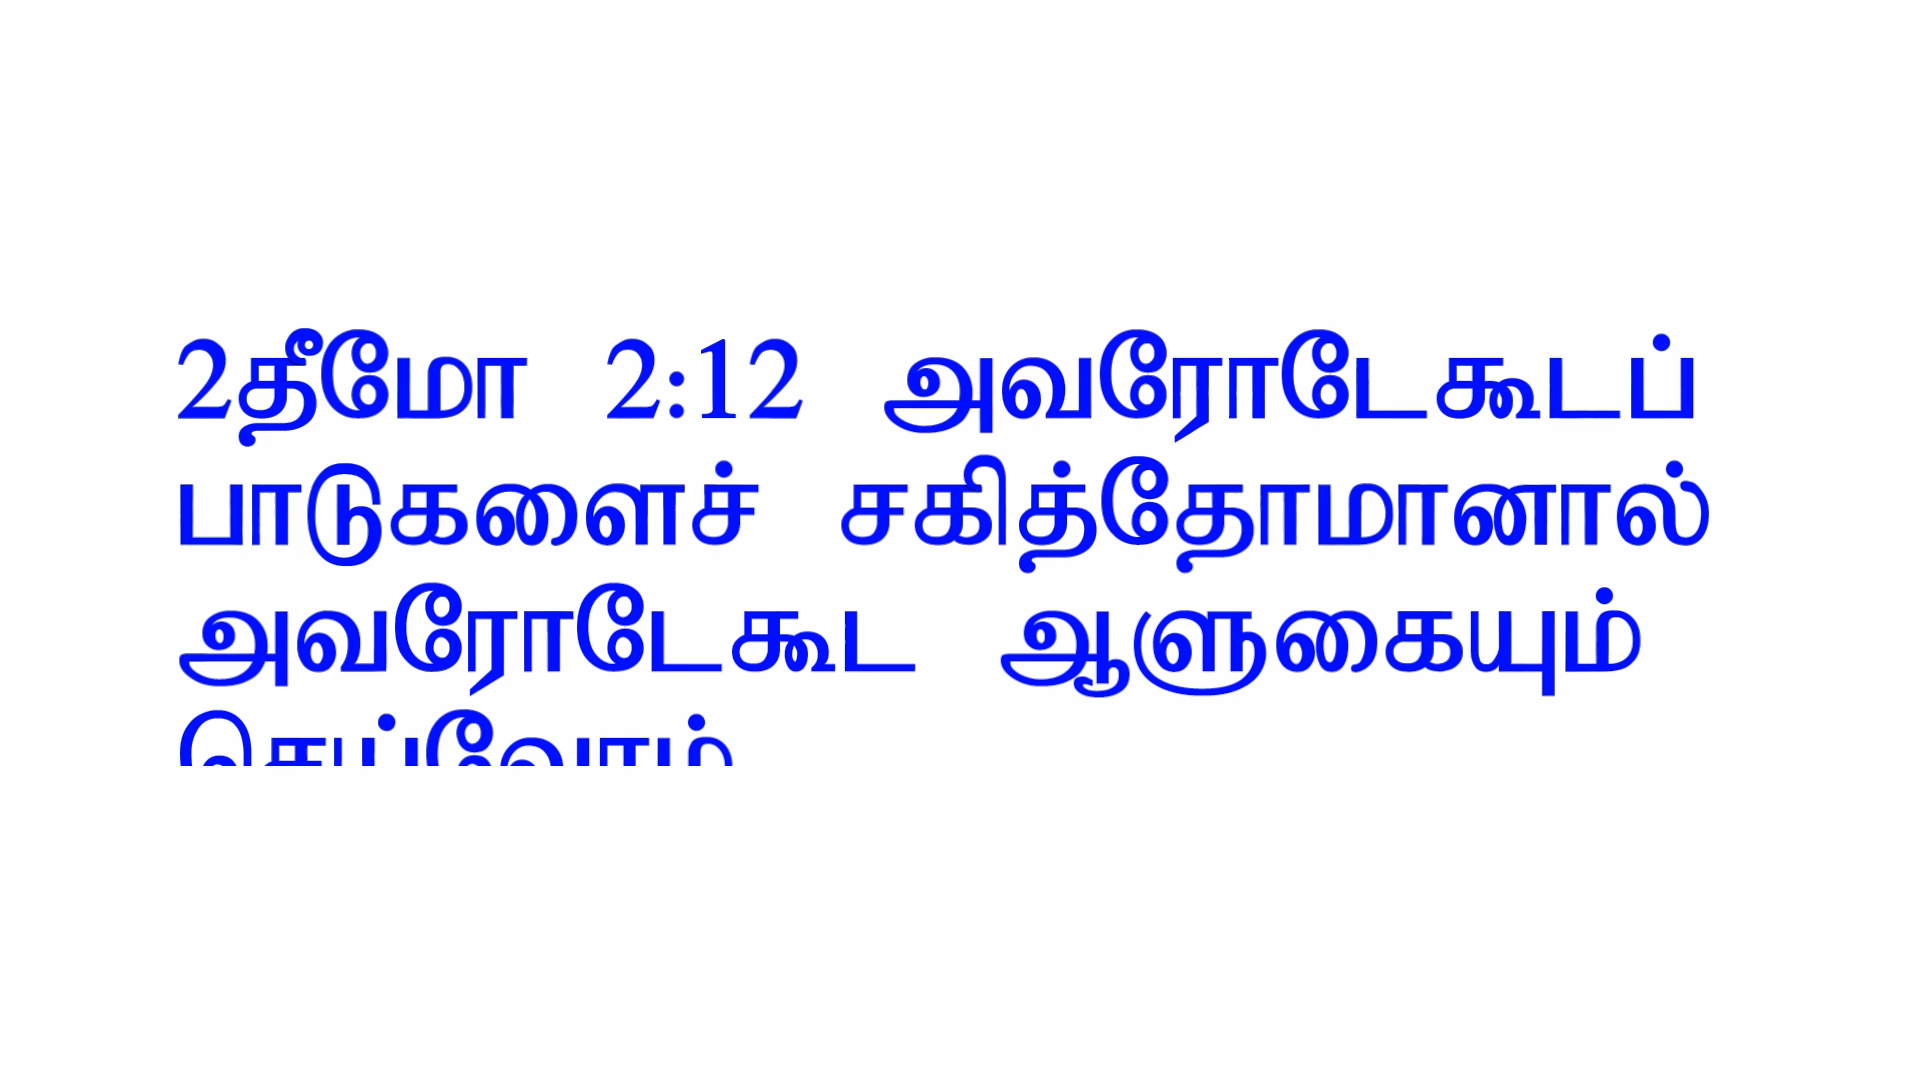 2தீமோ 2:12 அவரோடேகூடப்
பாடுகளைச் சகித்தோமானால்
அவரோடேகூட ஆளுகையும்
செய்வோம்